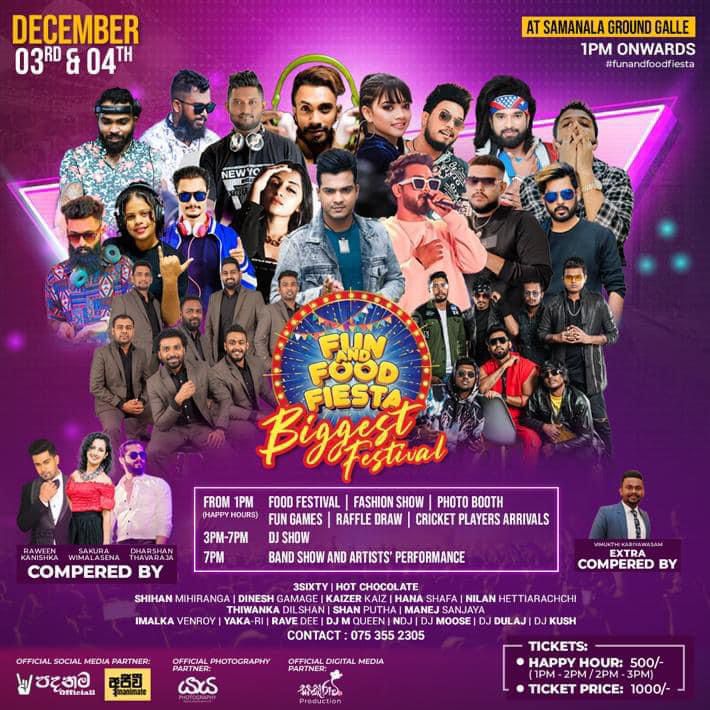 DECEMBER
03RD & 04TH
AT SAMANALA GROUND GALLE
1PM ONWARDS
#funandfoodfiesta
NEW YORK
FUN
AND
FOOD
FIESTA
Biggest
Festival
FROM 1PM FOOD FESTIVAL | FASHION SHOW | PHOTO BOOTH
(HAPPY HOURS) FUN GAMES | RAFFLE DRAW | CRICKET PLAYERS ARRIVALS
3PM-7PM DJ SHOW
7PM BAND SHOW AND ARTISTS' PERFORMANCE
RAWEEN KANISHKA
SAKURA WIMALASENA
DHARSHAN THAVARAJA
COMPERED BY
VIMUKTHI KARIYAWASAM
EXTRA
COMPERED BY
3SIXTY | HOT CHOCOLATE
SHIHAN MIHIRANGA | DINESH GAMAGE | KAIZER KAIZ | HANA SHAFA | NILAN HETTIARACHCHI
THIWANKA DILSHAN | SHAN PUTHA | MANEJ SANJAYA
IMALKA VENROY | YAKA-RI | RAVE DEE | DJ M QUEEN | NDJ | DJ MOOSE | DJ DULAJ | DJ KUSH
CONTACT : 075 355 2305
TICKETS:
• HAPPY HOUR: 500/-
(1PM - 2PM / 2PM - 3PM)
• TICKET PRICE: 1000/-
OFFICIAL SOCIAL MEDIA PARTNER:
පදනම
Officiall
අජීවී
Inanimate
OFFICIAL PHOTOGRAPHY
PARTNER:
PHOTOGRAPHY
OFFICIAL DIGITAL MEDIA
PARTNER:
Production